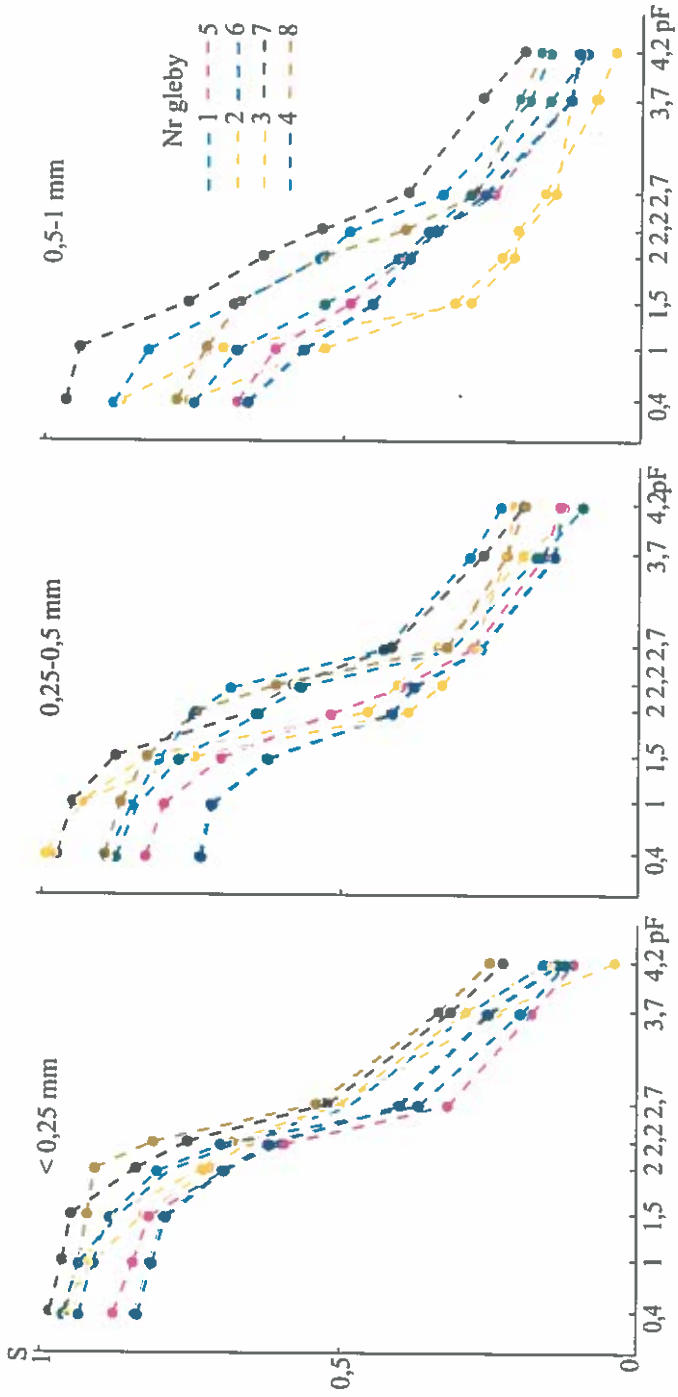 S
< 0,25 mm
1
0,5
0
0,4 1 1,5 2 2,2 2,7 3,7 4,2 pF
0,25-0,5 mm
0,4 1 1,5 2 2,2 2,7 3,7 4,2pF
0,5-1 mm
Nr gleby
1 5
2 6
3 7
4 8
0,4 1 1,5 2 2,2 2,7 3,7 4,2 pF